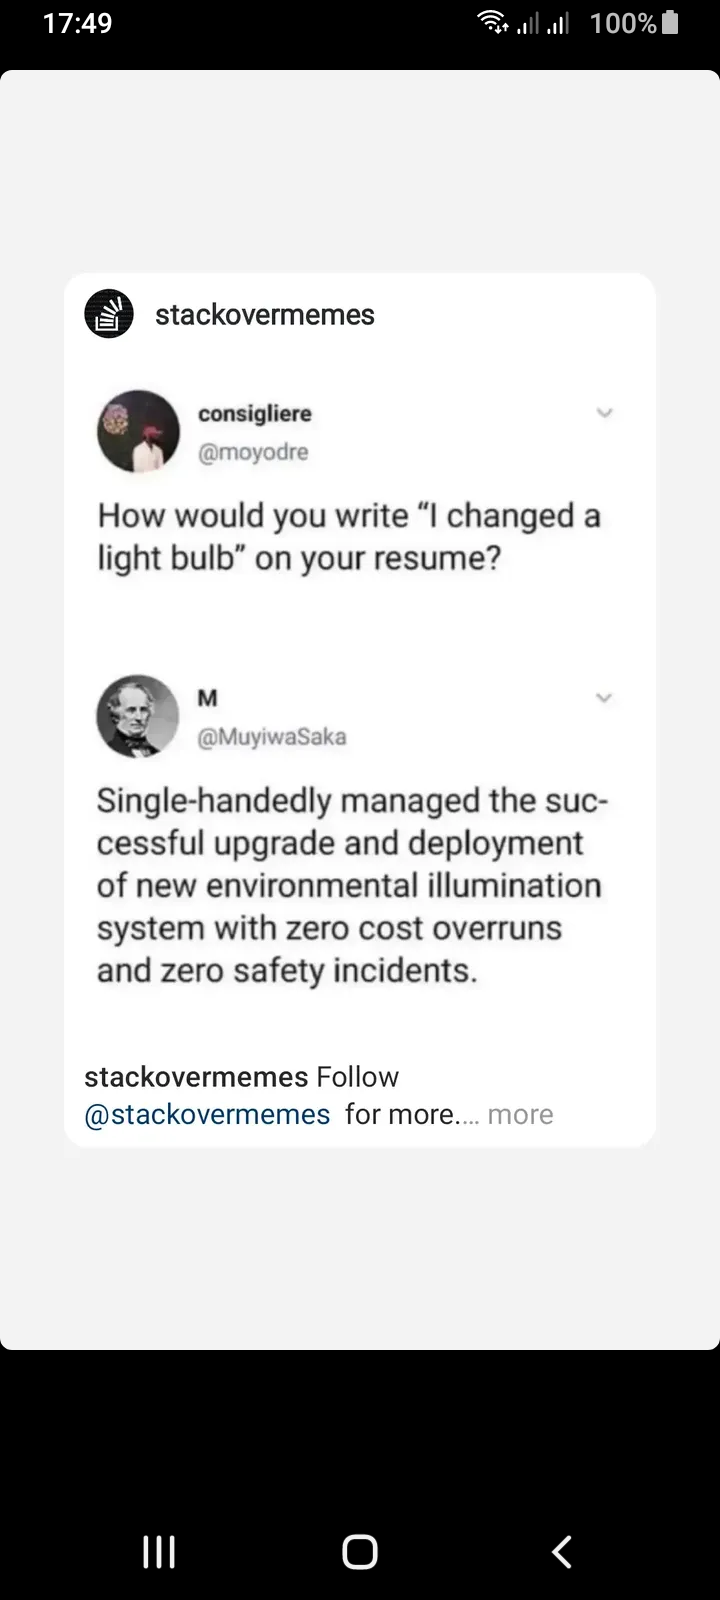 17:49
100%
stackovermemes
consigliere
@moyodre
How would you write “I changed a
light bulb” on your resume?
M
@MuyiwaSaka
Single-handedly managed the suc-
cessful upgrade and deployment
of new environmental illumination
system with zero cost overruns
and zero safety incidents.
stackovermemes Follow
@stackovermemes for more.... more